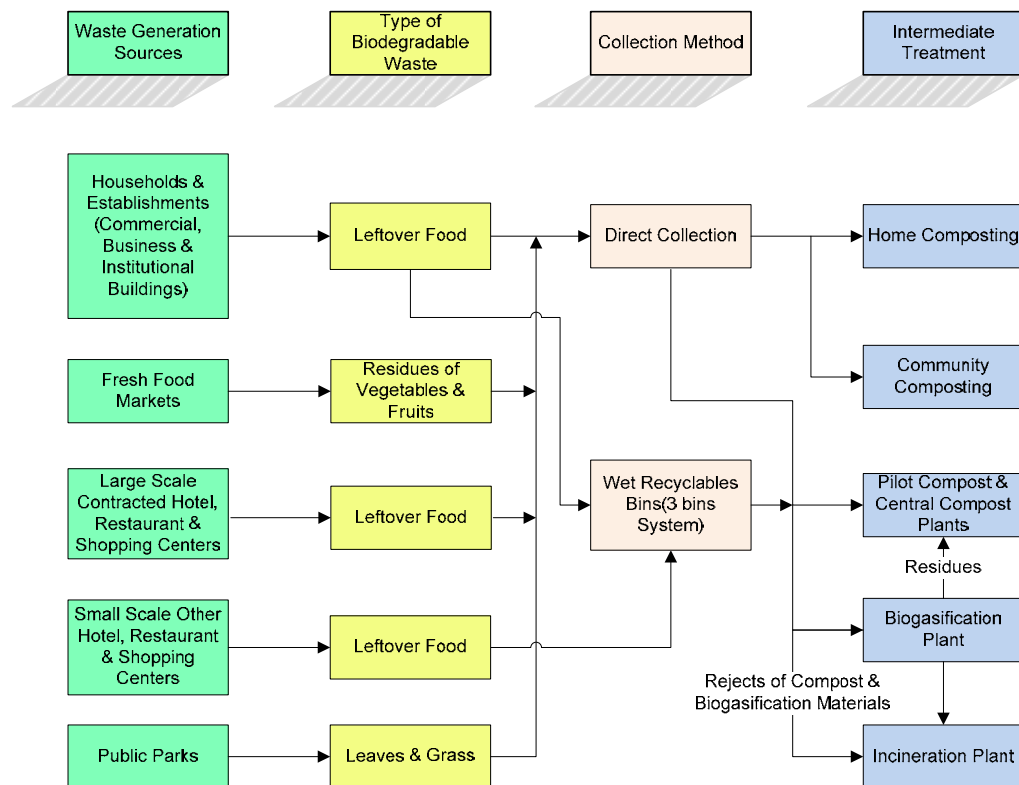 Waste Generation
Sources
Type of
Biodegradable
Waste
Collection Method
Intermediate
Treatment
Households &
Establishments
(Commercial,
Business &
Institutional
Buildings)
Leftover Food
Direct Collection
Home Composting
Fresh Food
Markets
Residues of
Vegetables &
Fruits
Community
Composting
Large Scale
Contracted Hotel,
Restaurant &
Shopping Centers
Leftover Food
Wet Recyclables
Bins(3 bins
System)
Pilot Compost &
Central Compost
Plants
Residues
Small Scale Other
Hotel, Restaurant
& Shopping
Centers
Leftover Food
Biogasification
Plant
Rejects of Compost &
Biogasification Materials
Public Parks
Leaves & Grass
Incineration Plant